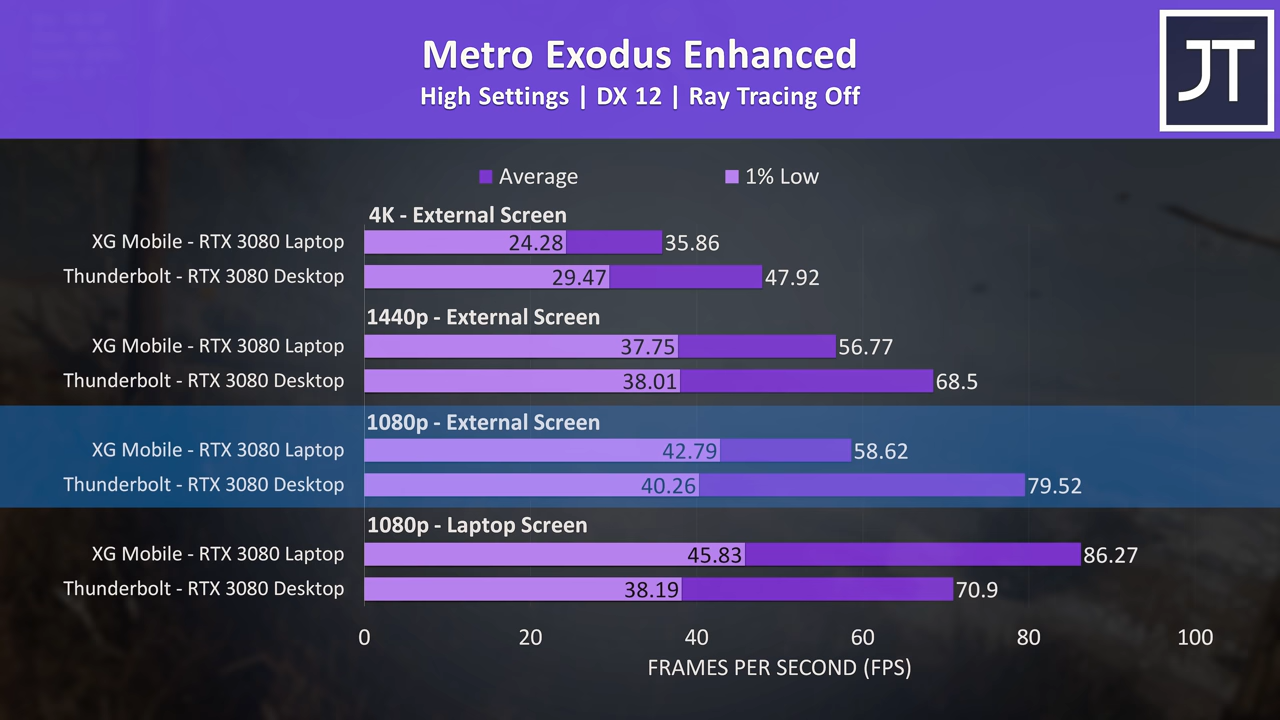 Metro Exodus Enhanced
High Settings | DX 12 | Ray Tracing Off
JT
Average 1% Low
4K - External Screen
XG Mobile - RTX 3080 Laptop 24.28 35.86
Thunderbolt - RTX 3080 Desktop 29.47 47.92
1440p - External Screen
XG Mobile - RTX 3080 Laptop 37.75 56.77
Thunderbolt - RTX 3080 Desktop 38.01 68.5
1080p - External Screen
XG Mobile - RTX 3080 Laptop 42.79 58.62
Thunderbolt - RTX 3080 Desktop 40.26 79.52
1080p - Laptop Screen
XG Mobile - RTX 3080 Laptop 45.83 86.27
Thunderbolt - RTX 3080 Desktop 38.19 70.9
0 20 40 60 80 100
FRAMES PER SECOND (FPS)